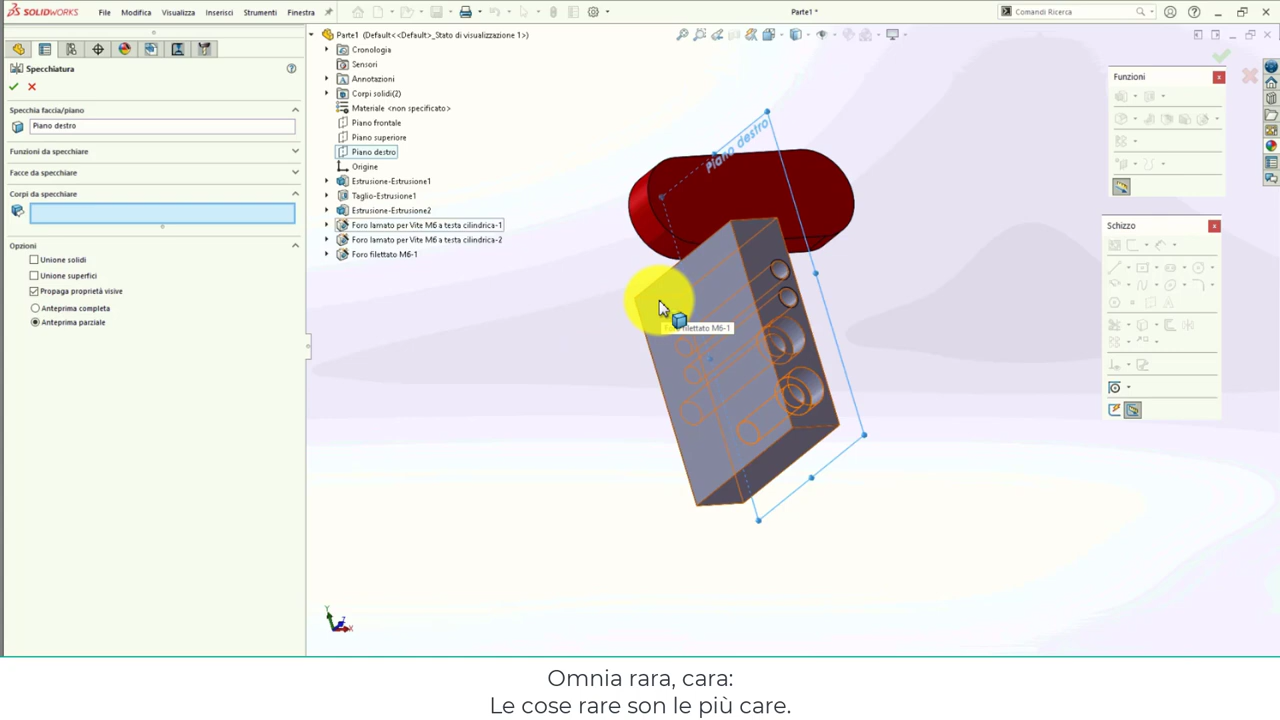 SOLIDWORKS File Modifica Visualizza Inserisci Strumenti Finestra Parte1 * Comandi Ricerca
Specchiatura
Specchia faccia/piano
Piano destro
Funzioni da specchiare
Facce da specchiare
Corpi da specchiare
Opzioni
Unione solidi
Unione superfici
Propaga proprietà visive
Anteprima completa
Anteprima parziale
Parte1 (Default<<Default>_Stato di visualizzazione 1>)
Cronologia
Sensori
Annotazioni
Corpi solidi(2)
Materiale <non specificato>
Piano frontale
Piano superiore
Piano destro
Origine
Estrusione-Estrusione1
Taglio-Estrusione1
Estrusione-Estrusione2
Foro lamato per Vite M6 a testa cilindrica-1
Foro lamato per Vite M6 a testa cilindrica-2
Foro filettato M6-1
Piano destro
Foro filettato M6-1
Funzioni
Schizzo
Y
Z
X
Omnia rara, cara:
Le cose rare son le più care.